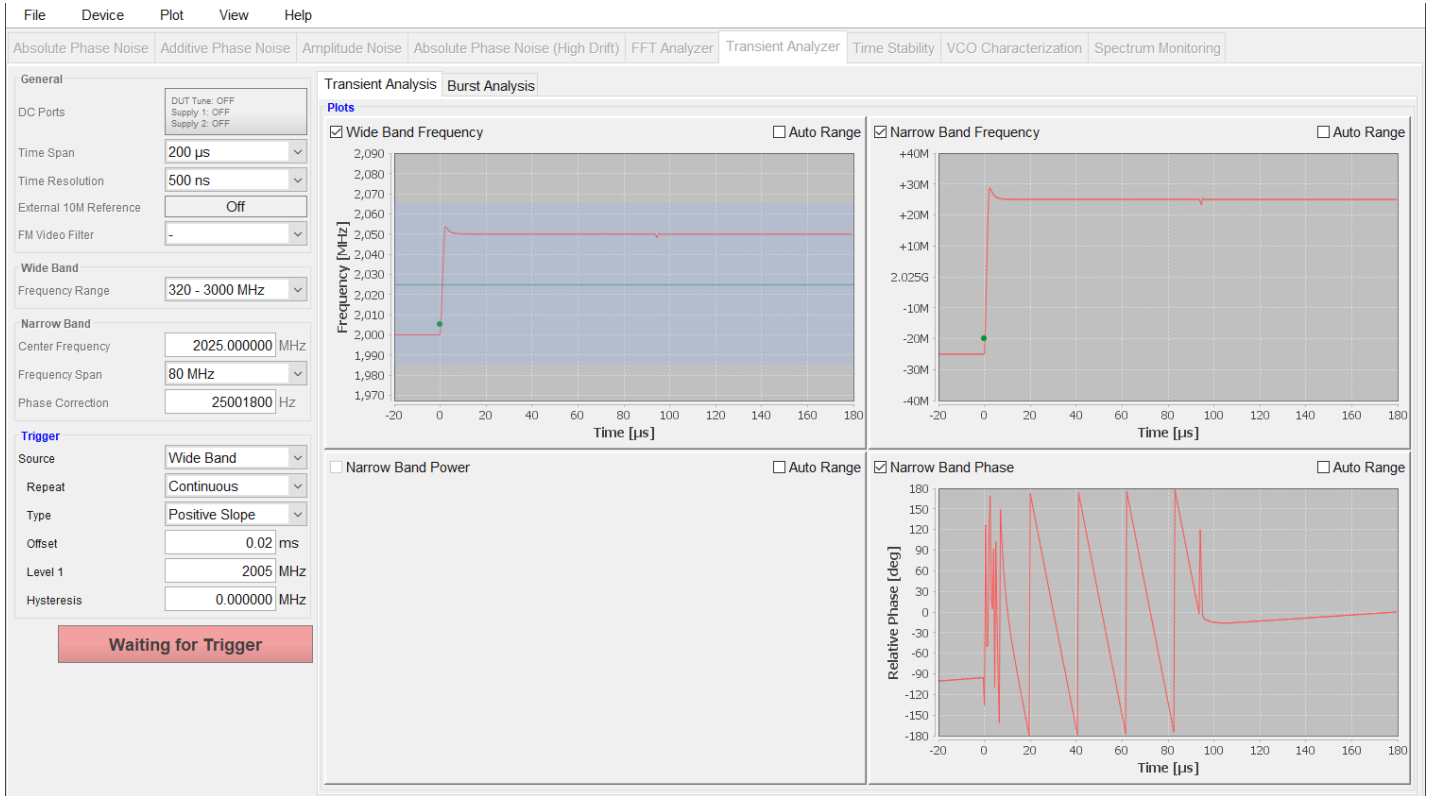 File Device Plot View Help
Absolute Phase Noise Additive Phase Noise Amplitude Noise Absolute Phase Noise (High Drift) FFT Analyzer Transient Analyzer Time Stability VCO Characterization Spectrum Monitoring
General
DC Ports
DUT Tune: OFF
Supply 1: OFF
Supply 2: OFF
Time Span 200 µs
Time Resolution 500 ns
External 10M Reference Off
FM Video Filter -
Wide Band
Frequency Range 320 - 3000 MHz
Narrow Band
Center Frequency 2025.000000 MHz
Frequency Span 80 MHz
Phase Correction 25001800 Hz
Trigger
Source Wide Band
Repeat Continuous
Type Positive Slope
Offset 0.02 ms
Level 1 2005 MHz
Hysteresis 0.000000 MHz
Waiting for Trigger
Transient Analysis Burst Analysis
Plots
Wide Band Frequency Auto Range
Frequency [MHz]
2,090
2,080
2,070
2,060
2,050
2,040
2,030
2,020
2,010
2,000
1,990
1,980
1,970
-20 0 20 40 60 80 100 120 140 160 180
Time [µs]
Narrow Band Frequency Auto Range
+40M
+30M
+20M
+10M
2.025G
-10M
-20M
-30M
-40M
-20 0 20 40 60 80 100 120 140 160 180
Time [µs]
Narrow Band Power Auto Range
Narrow Band Phase Auto Range
Relative Phase [deg]
180
150
120
90
60
30
0
-30
-60
-90
-120
-150
-180
-20 0 20 40 60 80 100 120 140 160 180
Time [µs]